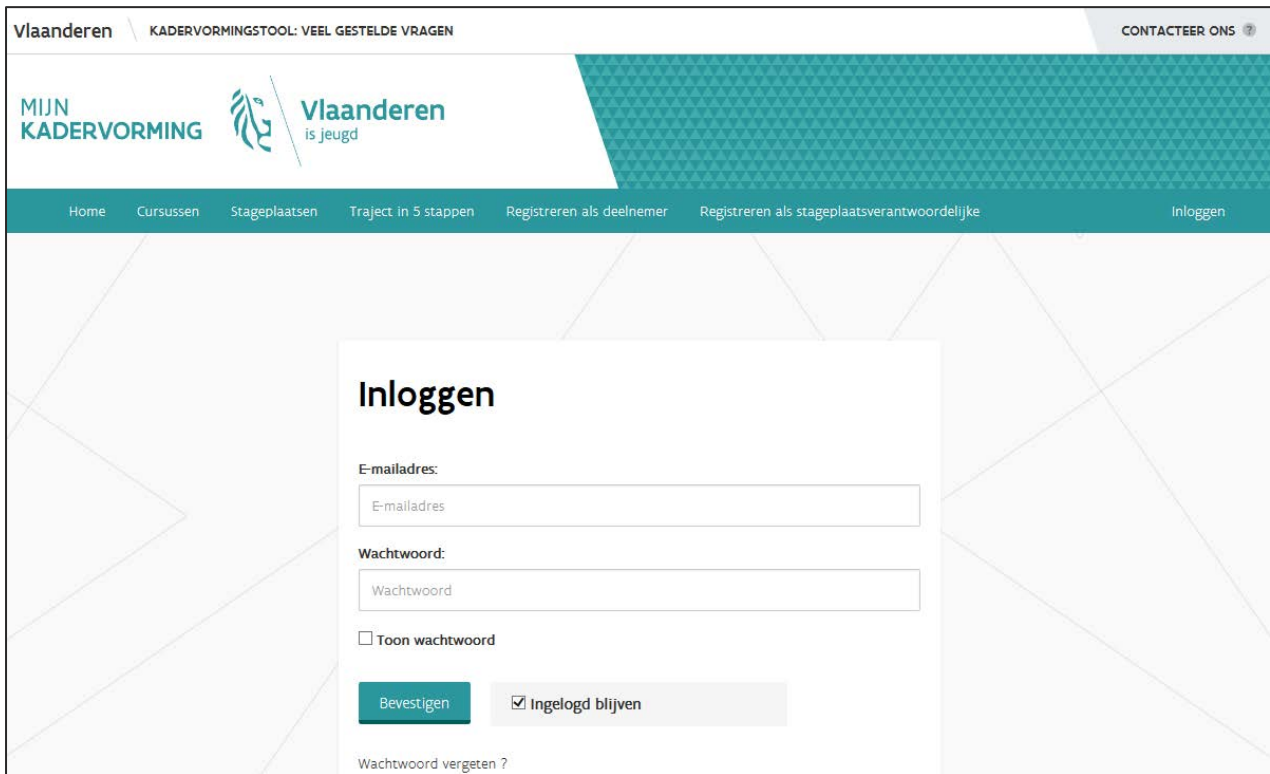 Vlaanderen KADERVORMINGSTOOL: VEEL GESTELDE VRAGEN CONTACTEER ONS ?
MIJN
KADERVORMING
Vlaanderen
is jeugd
Home Cursussen Stageplaatsen Traject in 5 stappen Registreren als deelnemer Registreren als stageplaatsverantwoordelijke Inloggen
Inloggen
E-mailadres:
E-mailadres
Wachtwoord:
Wachtwoord
Toon wachtwoord
Bevestigen Ingelogd blijven
Wachtwoord vergeten ?